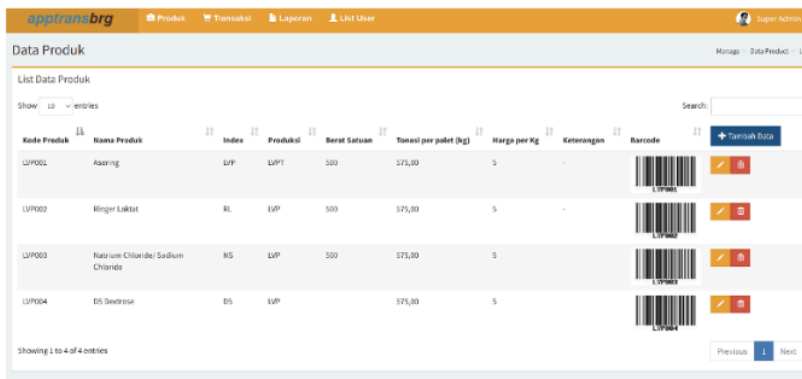 apptransbrg Produk Transaksi Laporan List User Super Admin
Data Produk Manage Data Product
List Data Produk
Show 10 entries Search:
Kode Produk Nama Produk Index Produksi Berat Satuan Tonasi per palet (kg) Harga per Kg Keterangan Barcode Tambah Data
LVP001 Asering LVP LVPT 500 575,00 5 -
LVP001
LVP002 Ringer Laktat RL LVP 500 575,00 5 -
LVP002
LVP003 Natrium Chloride/ Sodium NS LVP 500 575,00 5
Chloride
LVP003
LVP004 D5 Dextrose D5 LVP 575,00 5
LVP004
Showing 1 to 4 of 4 entries Previous 1 Next